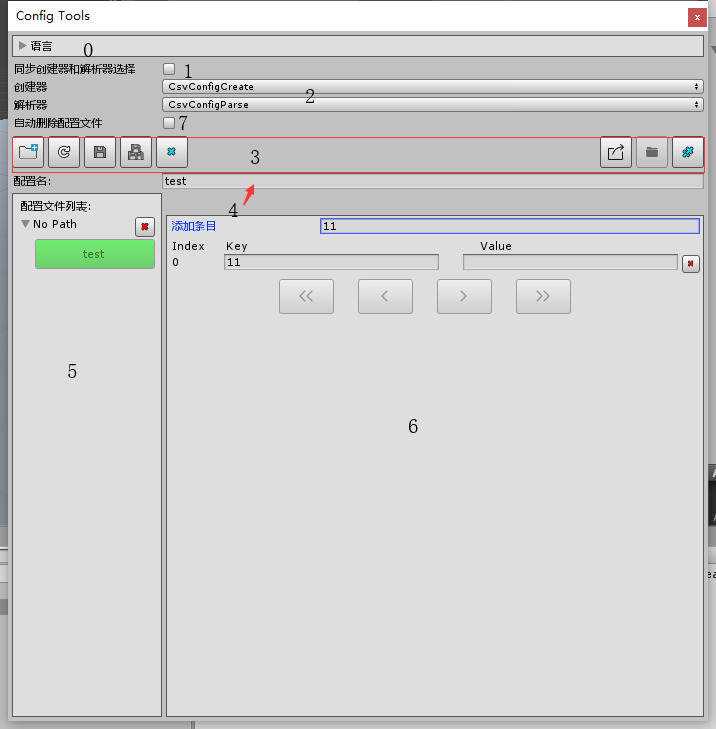 Config Tools
语言 0
同步创建器和解析器选择 1
创建器 CsvConfigCreate
2
解析器 CsvConfigParse
自动删除配置文件 7
3
配置名: test
4
配置文件列表:
No Path
test
5
添加条目 11
Index Key Value
0 11
<< < > >>
6